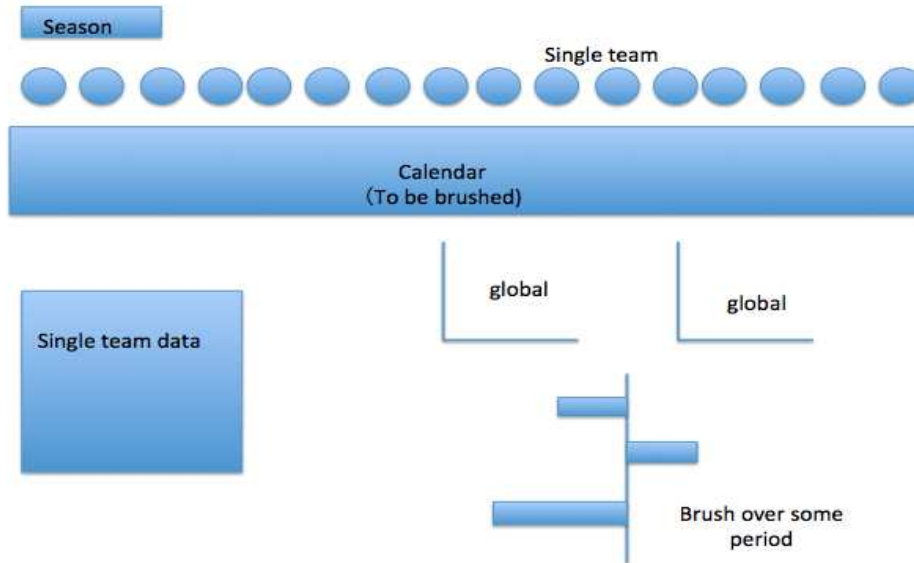 Season
Single team
Calendar
（To be brushed)
global
global
Single team data
Brush over some
period